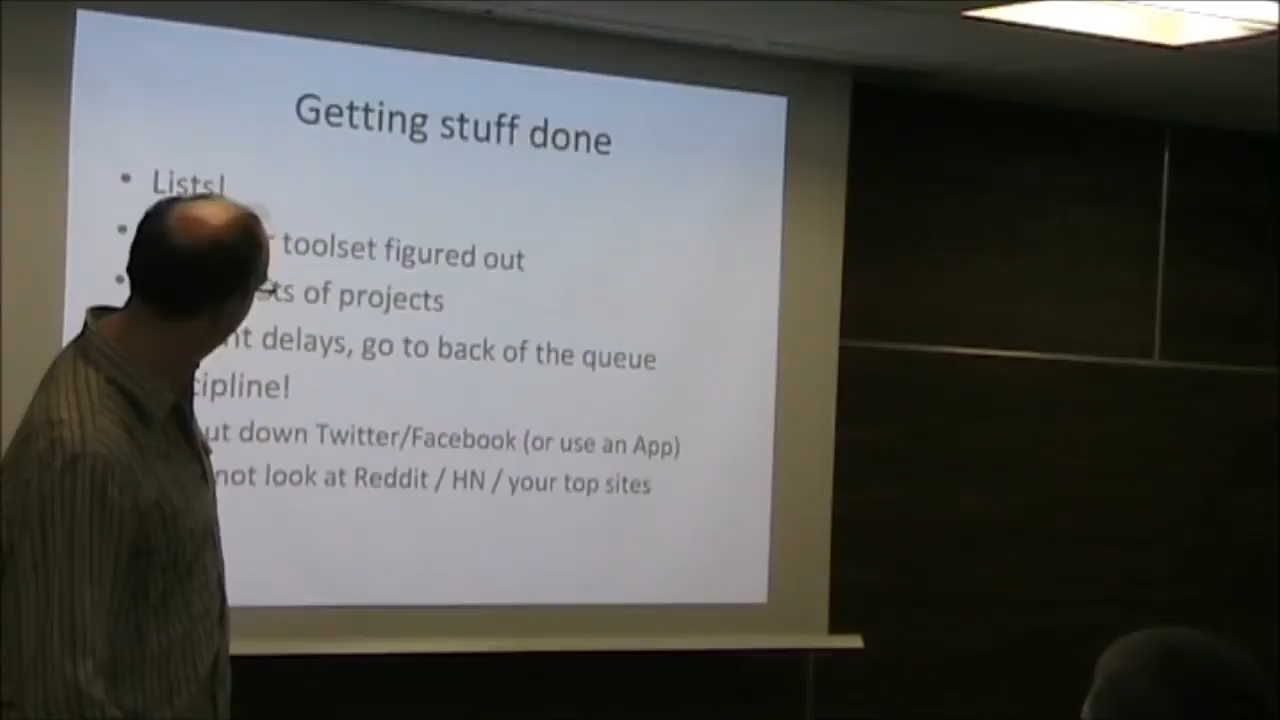 Getting stuff done
• Lists!
• toolset figured out
• of projects
delays, go to back of the queue
down Twitter/Facebook (or use an App)
not look at Reddit / HN / your top sites